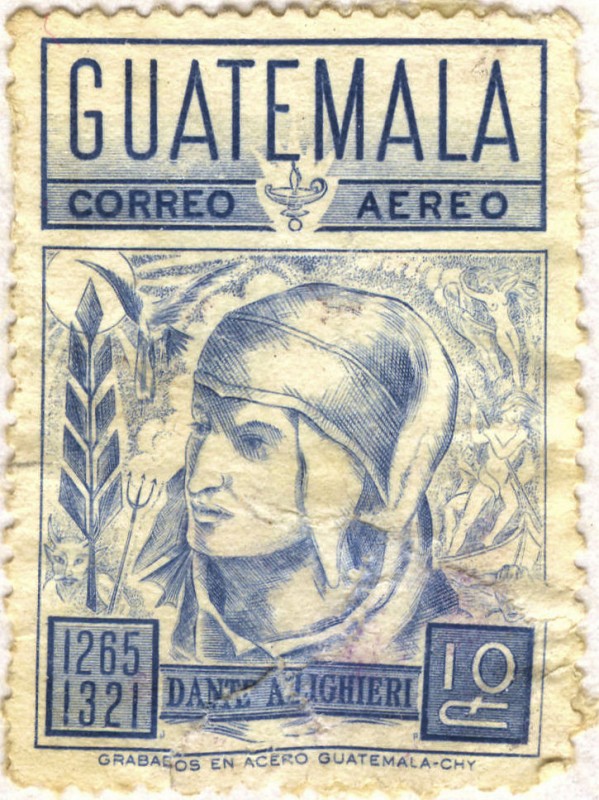 GUATEMALA
CORREO AEREO
1265
1321
DANTE ALIGHIERI
10
GRABADOS EN ACERO GUATEMALA-CHY